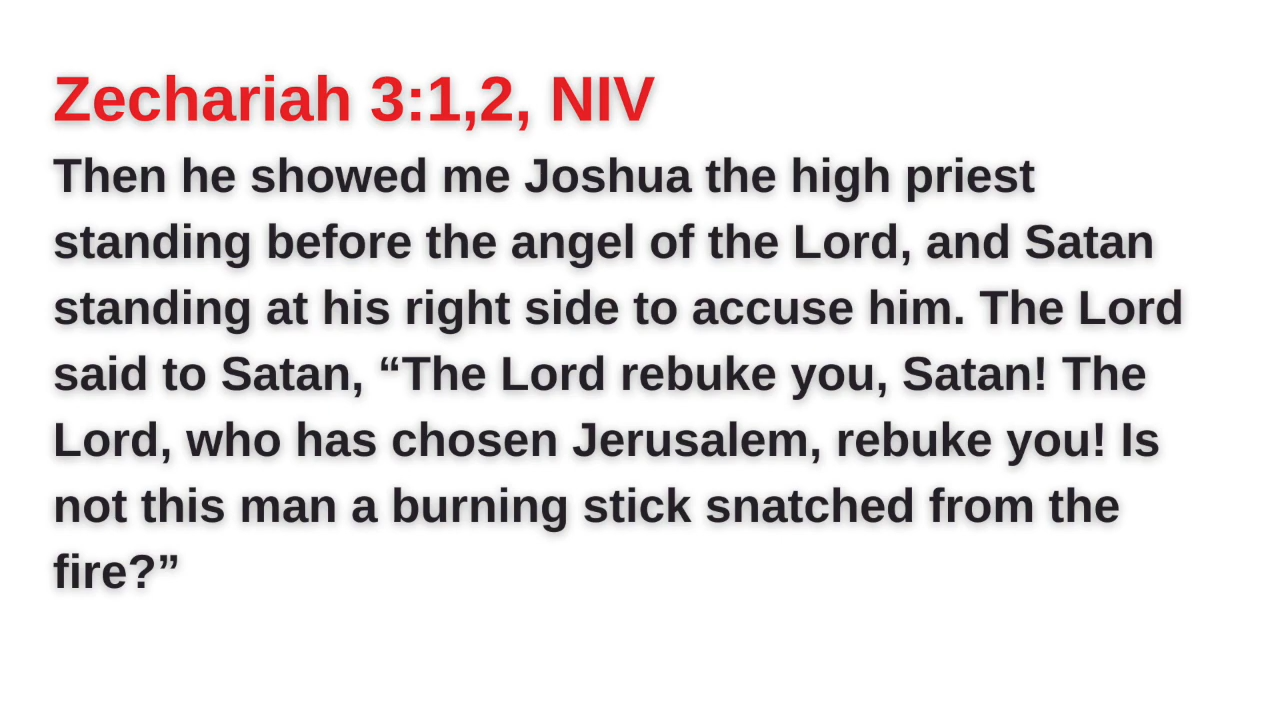 Zechariah 3:1,2, NIV
Then he showed me Joshua the high priest
standing before the angel of the Lord, and Satan
standing at his right side to accuse him. The Lord
said to Satan, “The Lord rebuke you, Satan! The
Lord, who has chosen Jerusalem, rebuke you! Is
not this man a burning stick snatched from the
fire?”